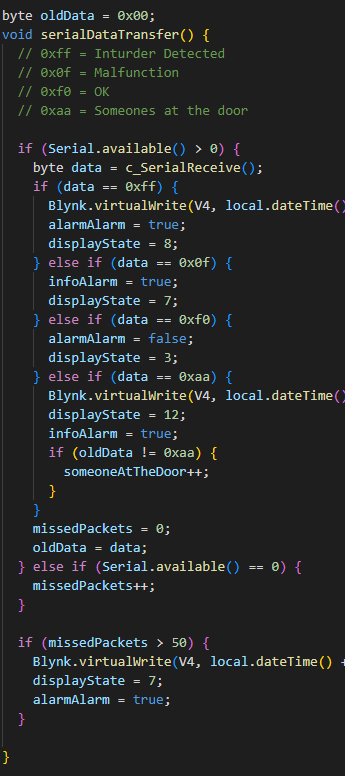 byte oldData = 0x00;
void serialDataTransfer() {
  // 0xff = Inturder Detected
  // 0x0f = Malfunction
  // 0xf0 = OK
  // 0xaa = Someones at the door
  if (Serial.available() > 0) {
    byte data = c_SerialReceive();
    if (data == 0xff) {
      Blynk.virtualWrite(V4, local.dateTime()
      alarmAlarm = true;
      displayState = 8;
    } else if (data == 0x0f) {
      infoAlarm = true;
      displayState = 7;
    } else if (data == 0xf0) {
      alarmAlarm = false;
      displayState = 3;
    } else if (data == 0xaa) {
      Blynk.virtualWrite(V4, local.dateTime()
      displayState = 12;
      infoAlarm = true;
      if (oldData != 0xaa) {
        someoneAtTheDoor++;
      }
    }
    missedPackets = 0;
    oldData = data;
  } else if (Serial.available() == 0) {
    missedPackets++;
  }
  if (missedPackets > 50) {
    Blynk.virtualWrite(V4, local.dateTime() +
    displayState = 7;
    alarmAlarm = true;
  }
}